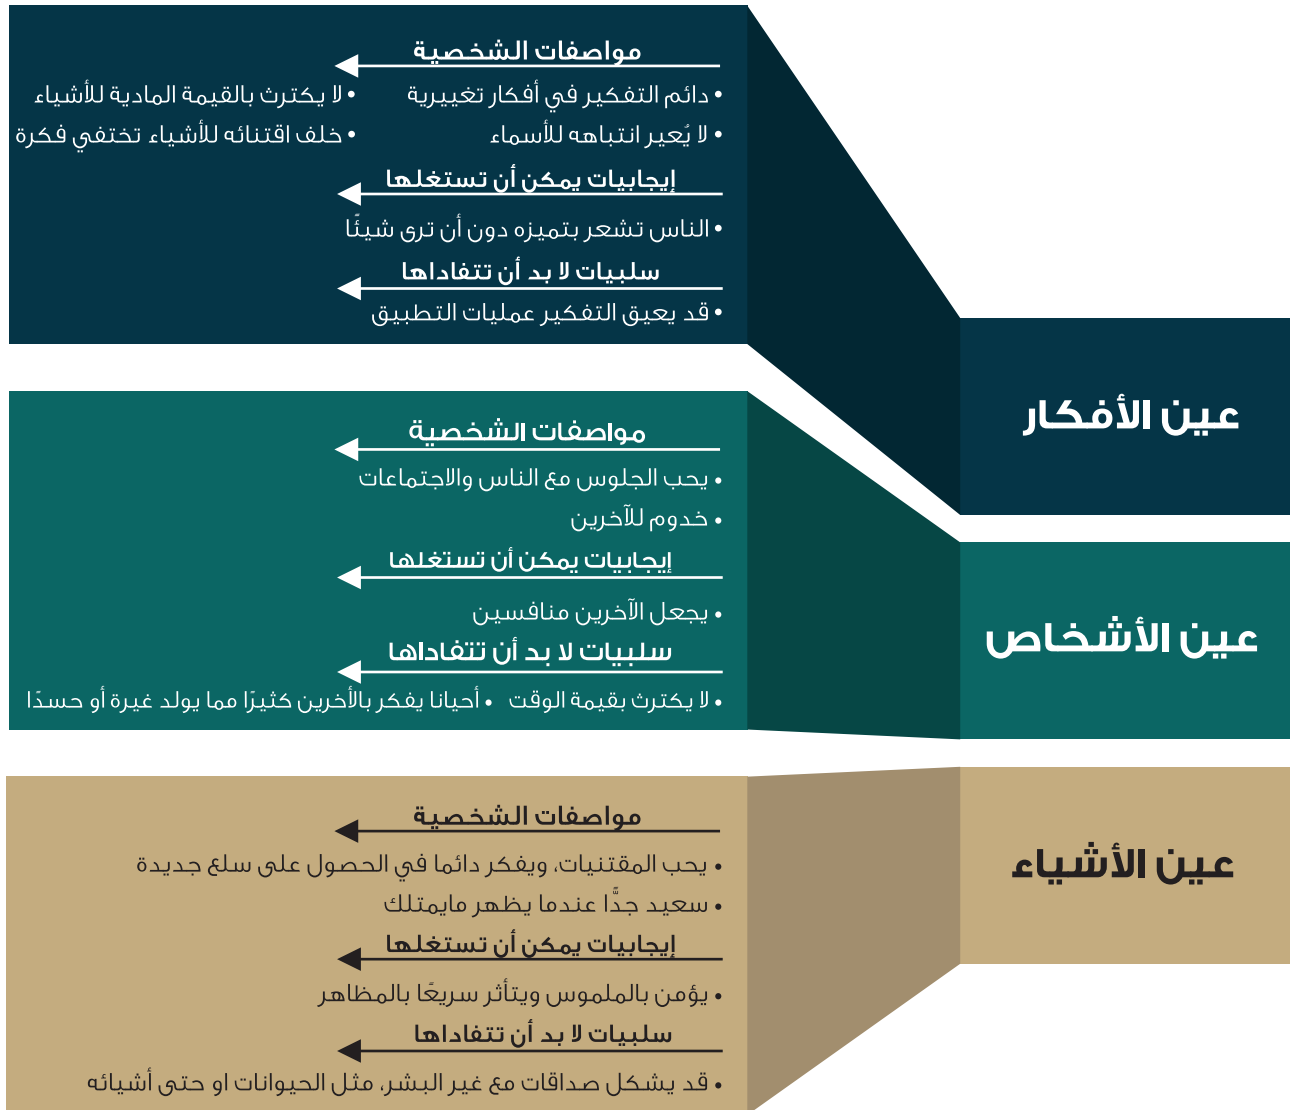 عين الأفكار
مواصفات الشخصية
• دائم التفكير في أفكار تغييرية • لا يكترث بالقيمة المادية للأشياء
• لا يُعير انتباهه للأسماء • خلف اقتنائه للأشياء تختفي فكرة
إيجابيات يمكن أن تستغلها
• الناس تشعر بتميزه دون أن ترى شيئًا
سلبيات لا بد أن تتفاداها
• قد يعيق التفكير عمليات التطبيق
عين الأشخاص
مواصفات الشخصية
• يحب الجلوس مع الناس والاجتماعات
• خدوم للآخرين
إيجابيات يمكن أن تستغلها
• يجعل الآخرين منافسين
سلبيات لا بد أن تتفاداها
• لا يكترث بقيمة الوقت • أحيانا يفكر بالأخرين كثيرًا مما يولد غيرة أو حسدًا
عين الأشياء
مواصفات الشخصية
• يحب المقتنيات، ويفكر دائما في الحصول على سلع جديدة
• سعيد جدًّا عندما يظهر مايمتلك
إيجابيات يمكن أن تستغلها
• يؤمن بالملموس ويتأثر سريعًا بالمظاهر
سلبيات لا بد أن تتفاداها
• قد يشكل صداقات مع غير البشر، مثل الحيوانات او حتى أشيائه